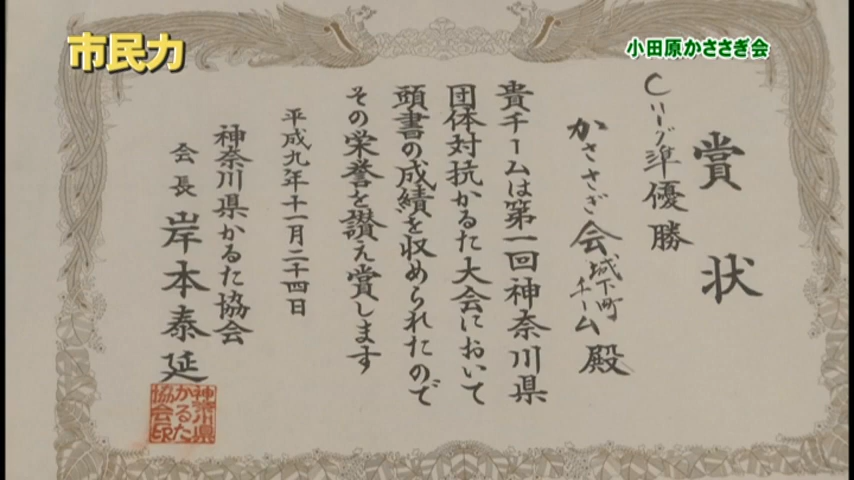 市民力
小田原かささぎ会
賞状
Cリーグ準優勝
かささぎ会城下町チーム殿
貴チームは第一回神奈川県
団体対抗かるた大会において
頭書の成績を収められたので
その栄誉を讃え賞します
平成九年十一月二十四日
神奈川県かるた協会
会長 岸本泰延
神奈川県
かるた
協会印